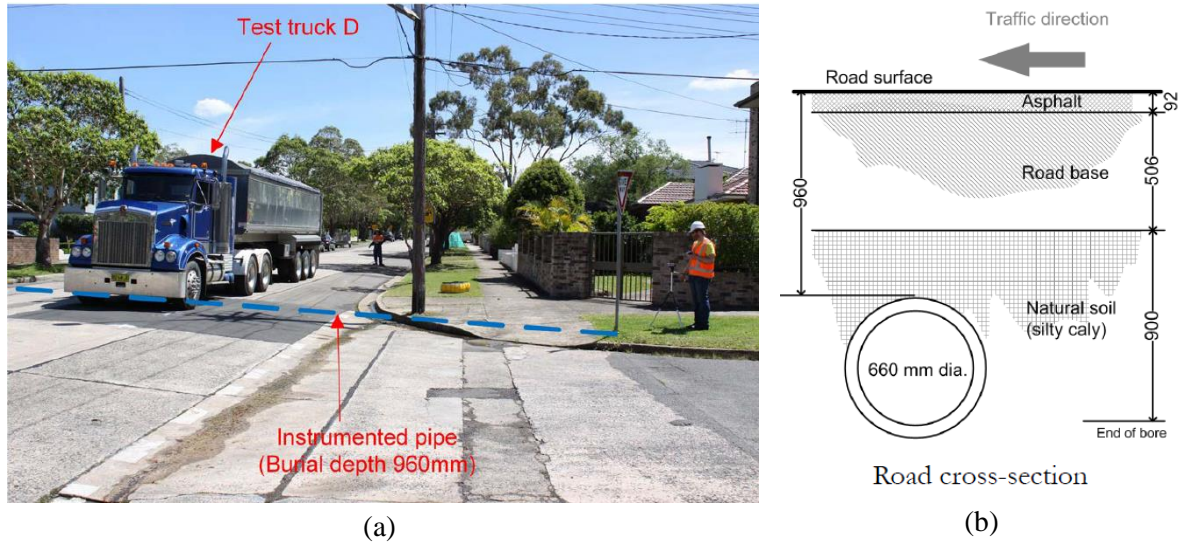 Test truck D
Instrumented pipe
(Burial depth 960mm)
(a)
Traffic direction
Road surface
Asphalt
92
Road base
506
960
Natural soil
(silty caly)
900
660 mm dia.
End of bore
Road cross-section
(b)